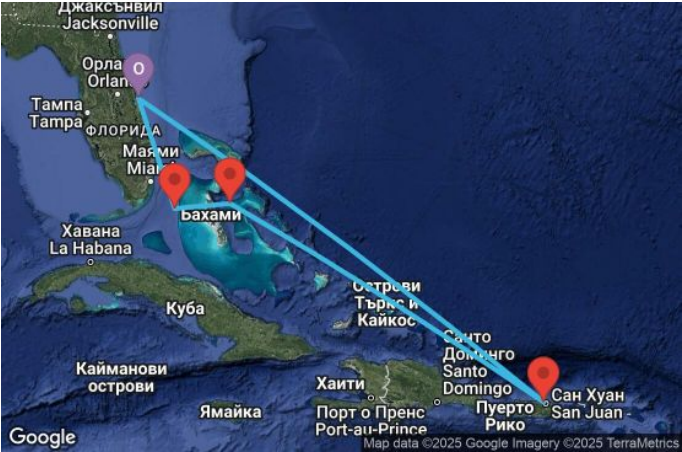 Джаксънвил
Jacksonville
Орла
Orlan
O
Тампа
Tampa
ФЛОРИДА
Маями
Miami
Бахами
Хавана
La Habana
Куба
Острови
Търкс и
Кайкос
Санто
Доминго
Santo
Domingo
Кайманови
острови
Хаити
Ямайка
Порт о Пренс
Port-au-Prince
Пуерто
Рико
Сан Хуан
San Juan
Google
Map data ©2025 Google Imagery ©2025 TerraMetrics